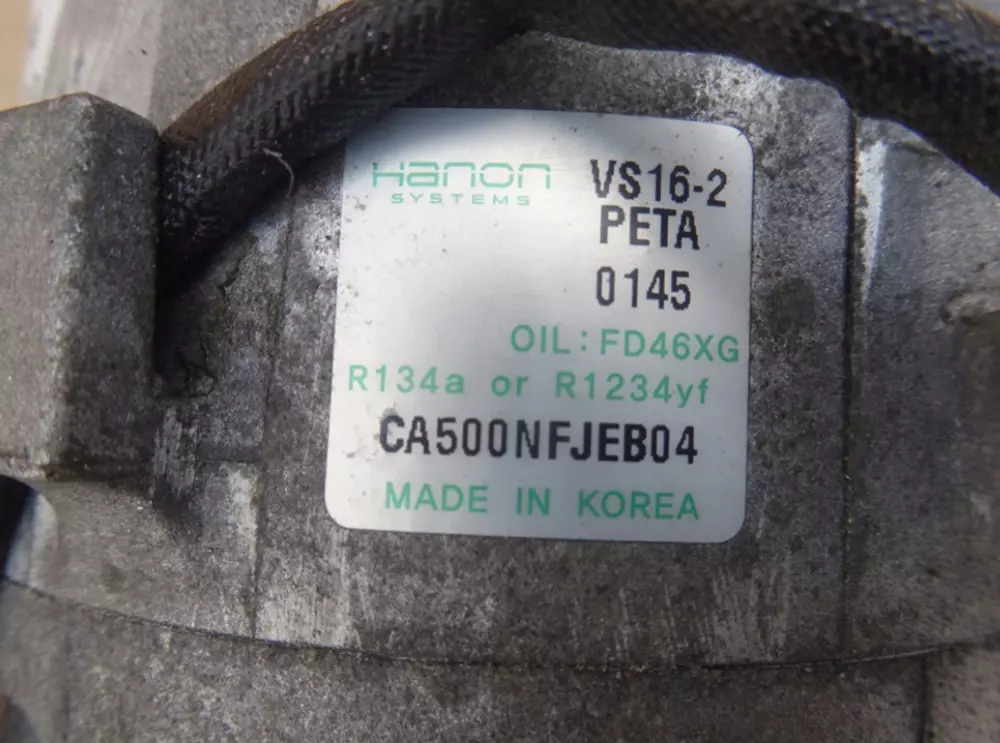 Hanon
SYSTEMS
VS16-2
PETA
0145
OIL: FD46XG
R134a or R1234yf
CA500NFJEB04
MADE IN KOREA